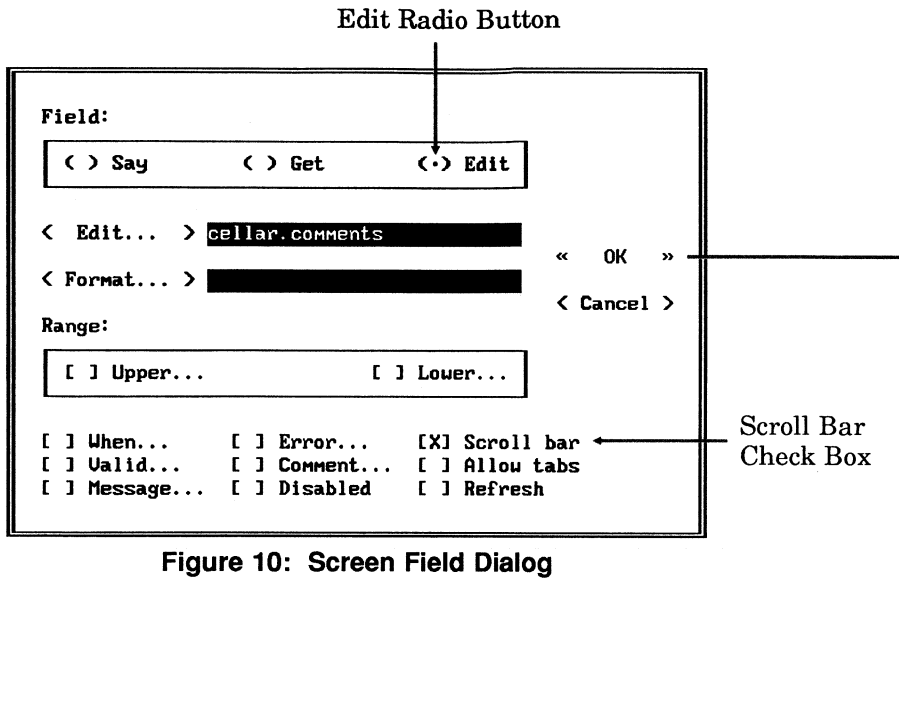 Edit Radio Button
Field:
( ) Say ( ) Get (·) Edit
< Edit... > cellar.comments
« OK »
< Format... >
< Cancel >
Range:
[ ] Upper... [ ] Lower...
[ ] When... [ ] Error... [X] Scroll bar
[ ] Valid... [ ] Comment... [ ] Allow tabs
[ ] Message... [ ] Disabled [ ] Refresh
Scroll Bar
Check Box
Figure 10: Screen Field Dialog